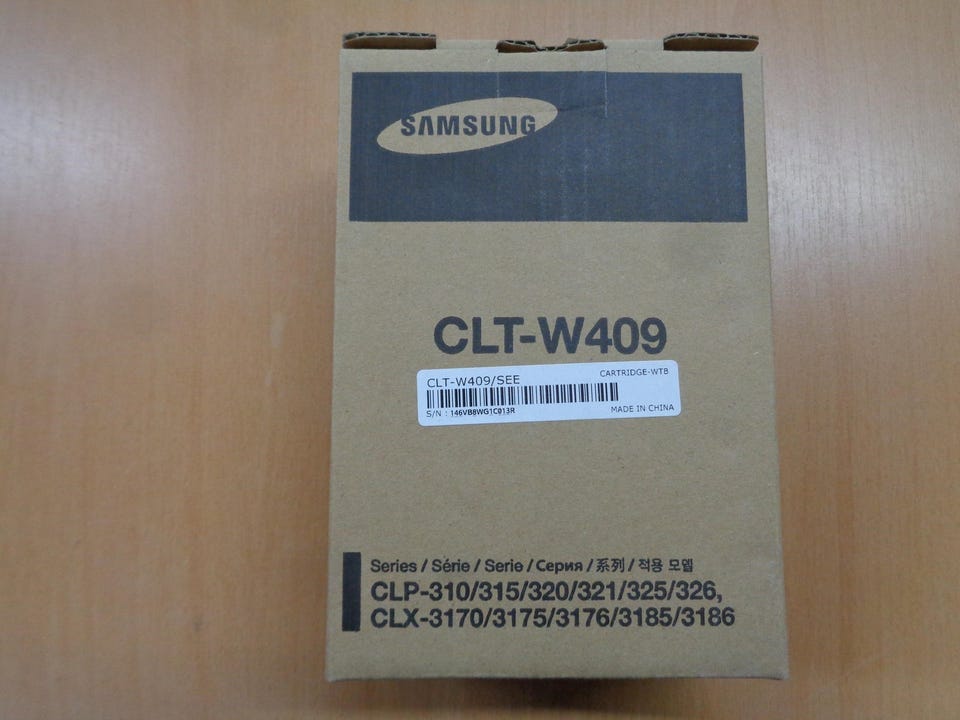 SAMSUNG
CLT-W409
CLT-W409/SEE CARTRIDGE-WTB
S/N : 146VB8WG1C013R MADE IN CHINA
Series / Série / Serie / Серия / 系列 / 적용 모델
CLP-310/315/320/321/325/326,
CLX-3170/3175/3176/3185/3186